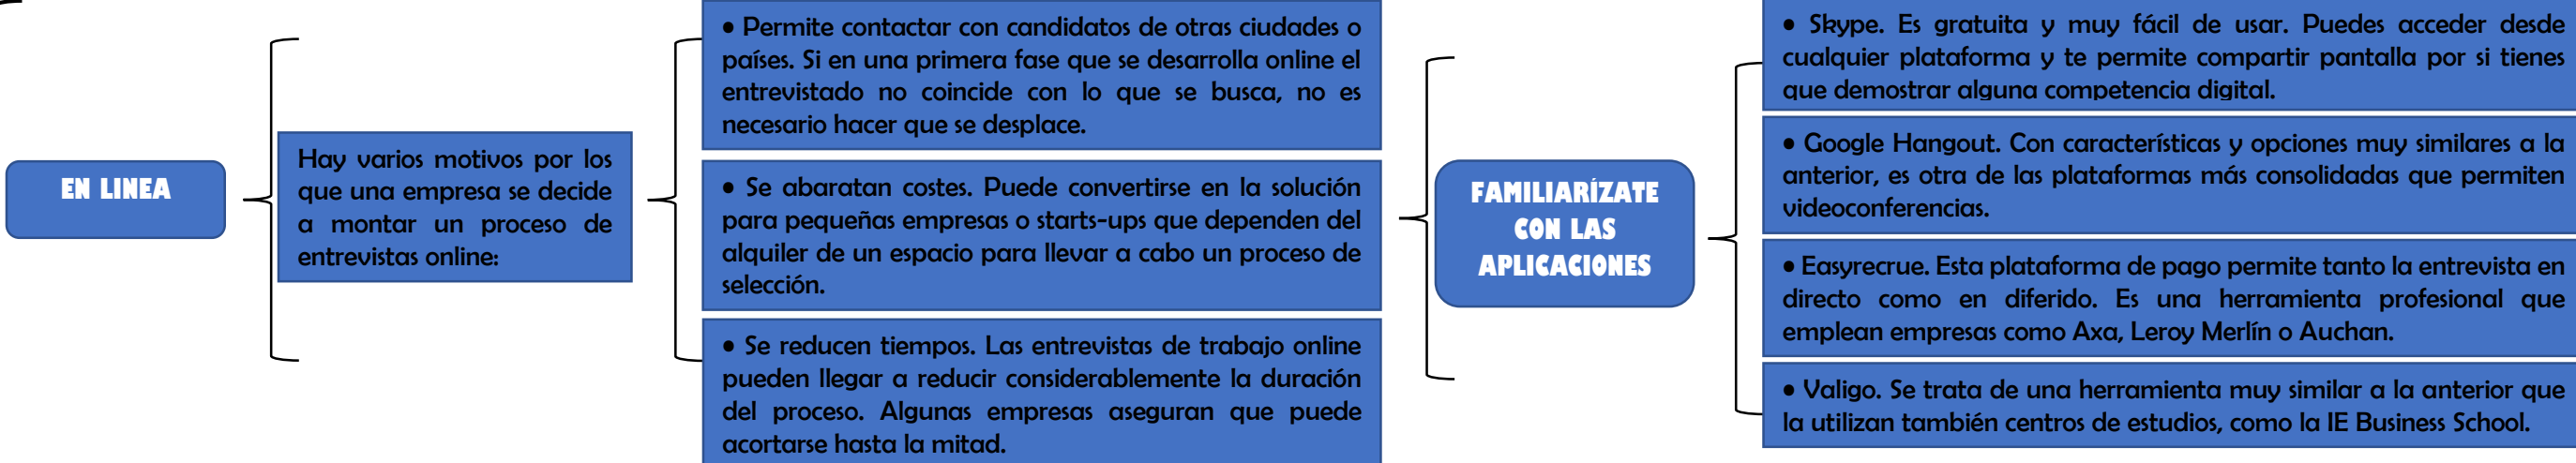 EN LINEA
Hay varios motivos por los
que una empresa se decide
a montar un proceso de
entrevistas online:
• Permite contactar con candidatos de otras ciudades o
países. Si en una primera fase que se desarrolla online el
entrevistado no coincide con lo que se busca, no es
necesario hacer que se desplace.
• Se abaratan costes. Puede convertirse en la solución
para pequeñas empresas o starts-ups que dependen del
alquiler de un espacio para llevar a cabo un proceso de
selección.
• Se reducen tiempos. Las entrevistas de trabajo online
pueden llegar a reducir considerablemente la duración
del proceso. Algunas empresas aseguran que puede
acortarse hasta la mitad.
FAMILIARÍZATE
CON LAS
APLICACIONES
• Skype. Es gratuita y muy fácil de usar. Puedes acceder desde
cualquier plataforma y te permite compartir pantalla por si tienes
que demostrar alguna competencia digital.
• Google Hangout. Con características y opciones muy similares a la
anterior, es otra de las plataformas más consolidadas que permiten
videoconferencias.
• Easyrecrue. Esta plataforma de pago permite tanto la entrevista en
directo como en diferido. Es una herramienta profesional que
emplean empresas como Axa, Leroy Merlín o Auchan.
• Valigo. Se trata de una herramienta muy similar a la anterior que
la utilizan también centros de estudios, como la IE Business School.